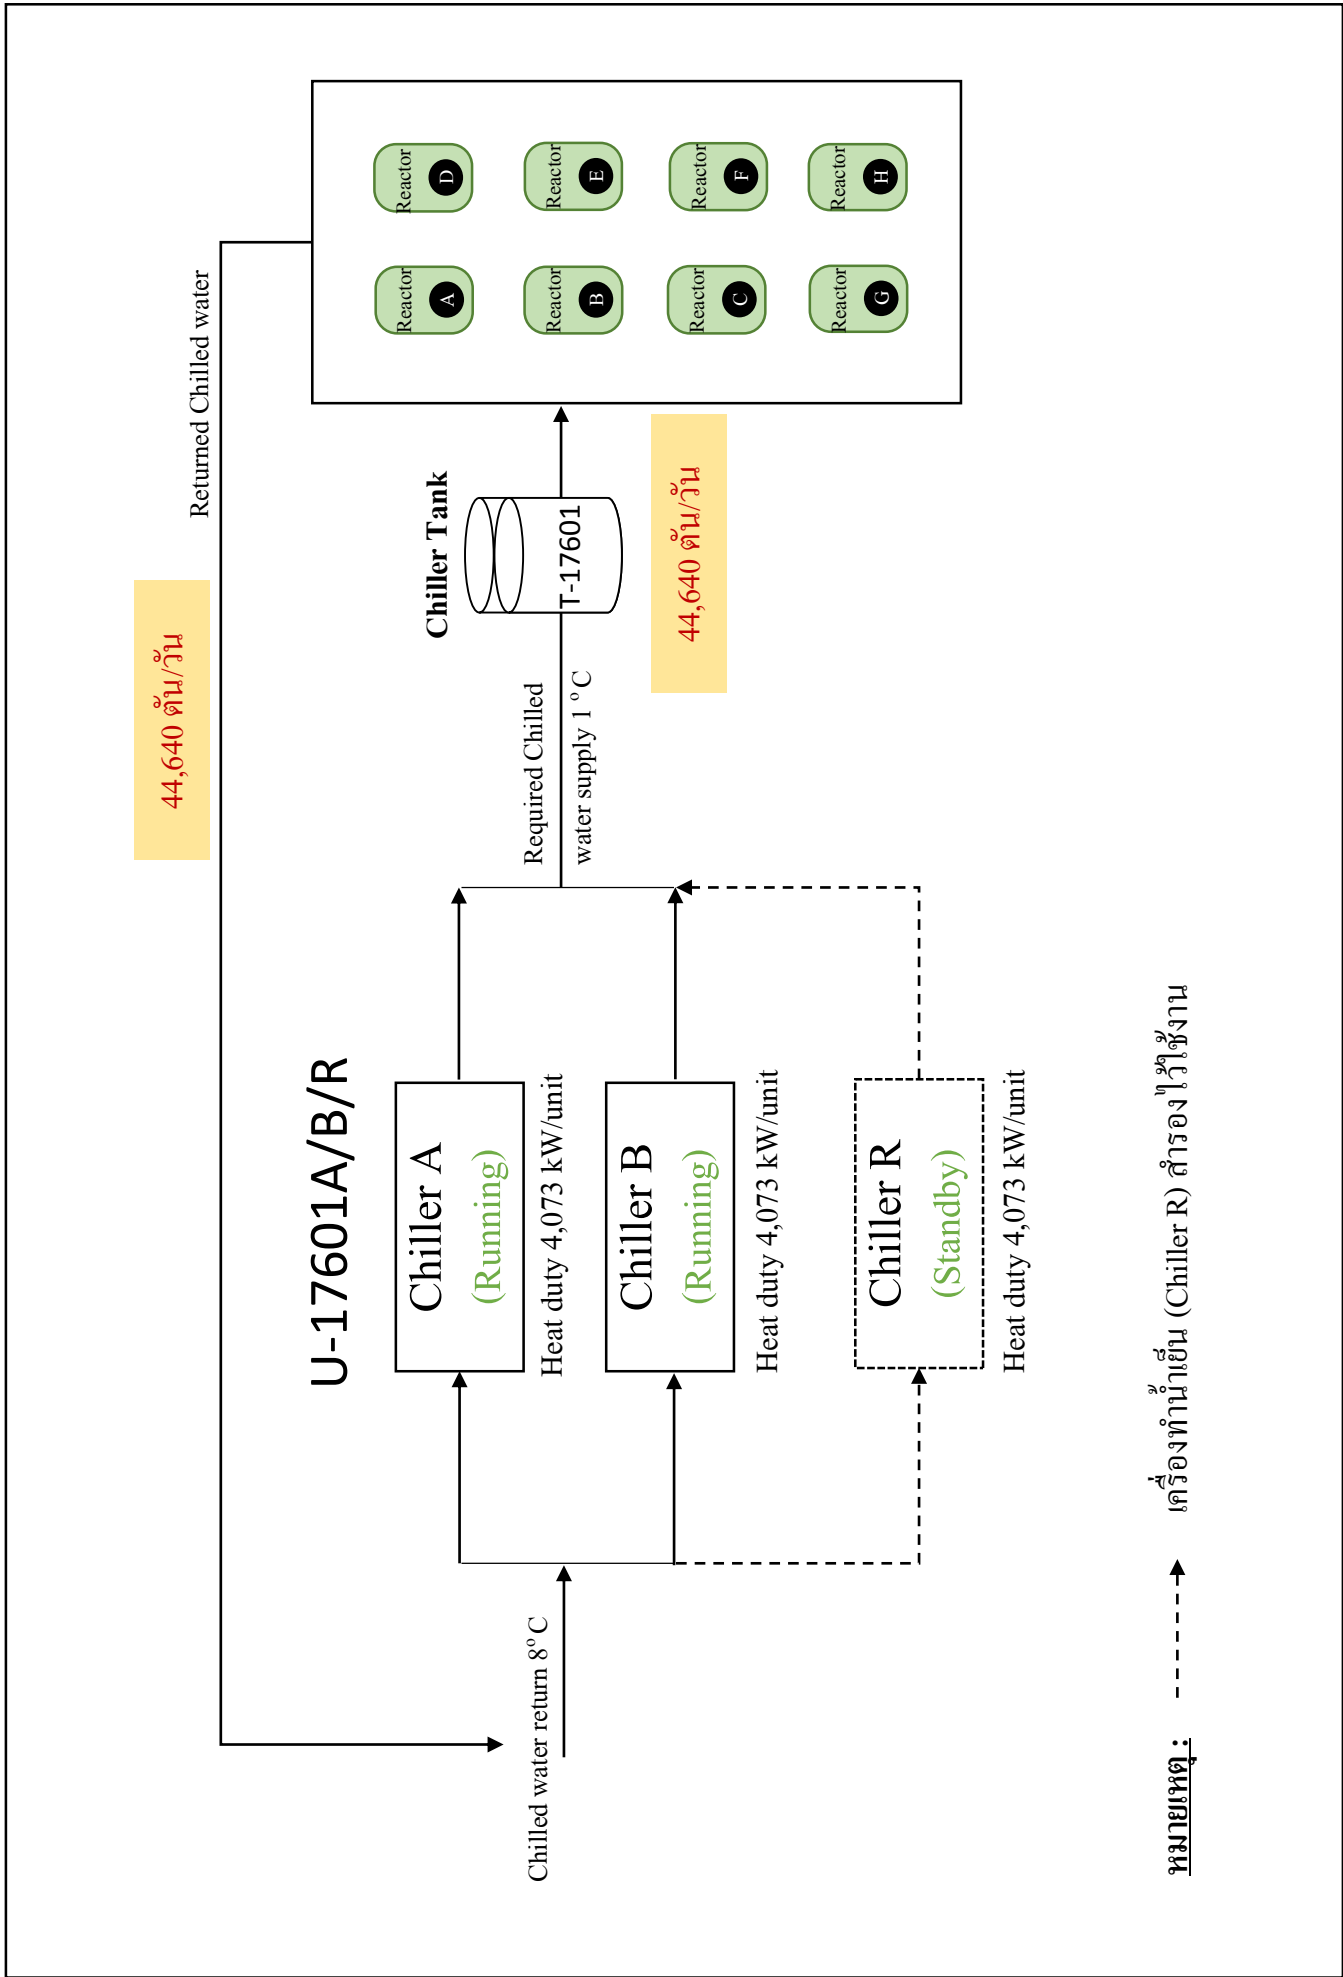 44,640 ตัน/วัน
Returned Chilled water
U-17601A/B/R
Chiller Tank
T-17601
Chilled water return 8°C
Chiller A
(Running)
Heat duty 4,073 kW/unit
Chiller B
(Running)
Heat duty 4,073 kW/unit
Chiller R
(Standby)
Heat duty 4,073 kW/unit
Required Chilled
water supply 1 °C
44,640 ตัน/วัน
Reactor
A
Reactor
D
Reactor
B
Reactor
E
Reactor
C
Reactor
F
Reactor
G
Reactor
H
หมายเหตุ : เครื่องทำน้ำเย็น (Chiller R) สำรองไว้ใช้งาน